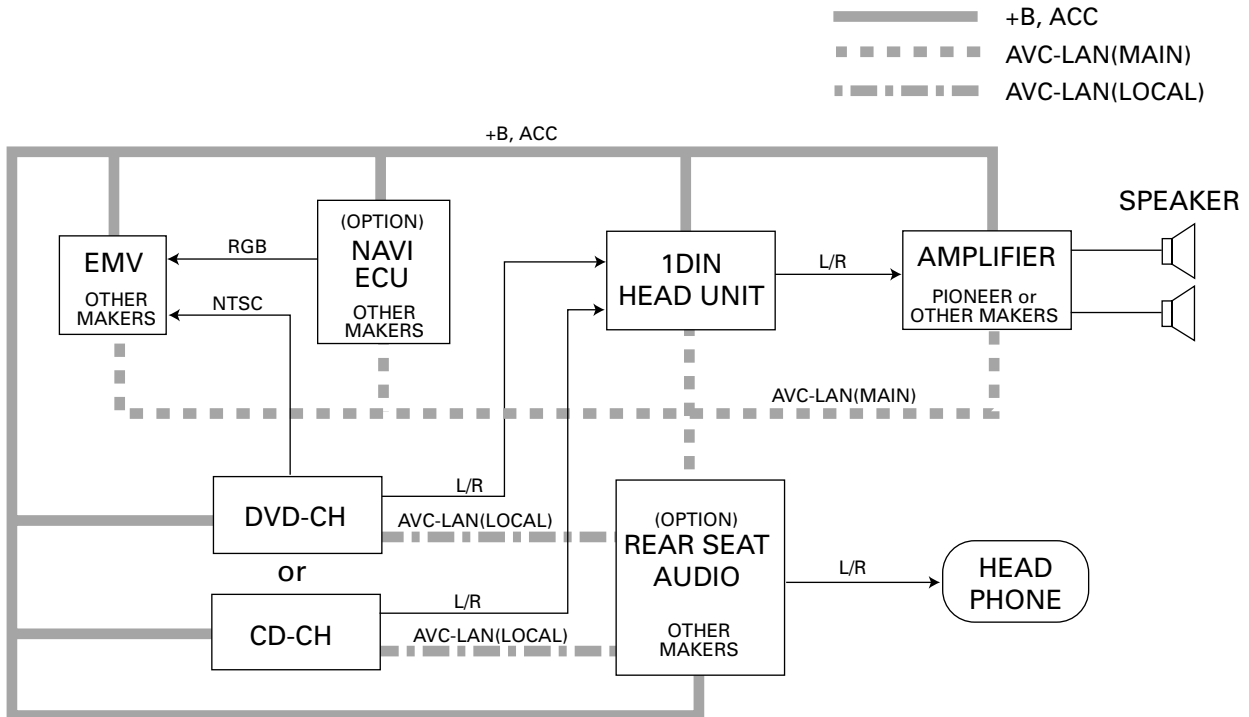 +B, ACC
AVC-LAN(MAIN)
AVC-LAN(LOCAL)
+B, ACC
EMV
OTHER
MAKERS
RGB
NTSC
(OPTION)
NAVI
ECU
OTHER
MAKERS
1DIN
HEAD UNIT
L/R
AMPLIFIER
PIONEER or
OTHER MAKERS
SPEAKER
AVC-LAN(MAIN)
DVD-CH
L/R
AVC-LAN(LOCAL)
or
CD-CH
L/R
AVC-LAN(LOCAL)
(OPTION)
REAR SEAT
AUDIO
OTHER
MAKERS
L/R
HEAD
PHONE